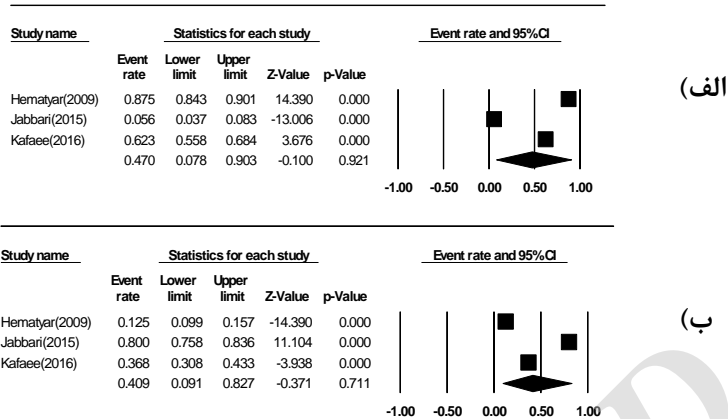 Study name Statistics for each study Event rate and 95%CI
Event Lower Upper
rate limit limit Z-Value p-Value
Hematyar(2009) 0.875 0.843 0.901 14.390 0.000
Jabbari(2015) 0.056 0.037 0.083 -13.006 0.000
Kafaee(2016) 0.623 0.558 0.684 3.676 0.000
0.470 0.078 0.903 -0.100 0.921
-1.00 -0.50 0.00 0.50 1.00
الف)
Study name Statistics for each study Event rate and 95%CI
Event Lower Upper
rate limit limit Z-Value p-Value
Hematyar(2009) 0.125 0.099 0.157 -14.390 0.000
Jabbari(2015) 0.800 0.758 0.836 11.104 0.000
Kafaee(2016) 0.368 0.308 0.433 -3.938 0.000
0.409 0.091 0.827 -0.371 0.711
-1.00 -0.50 0.00 0.50 1.00
ب)